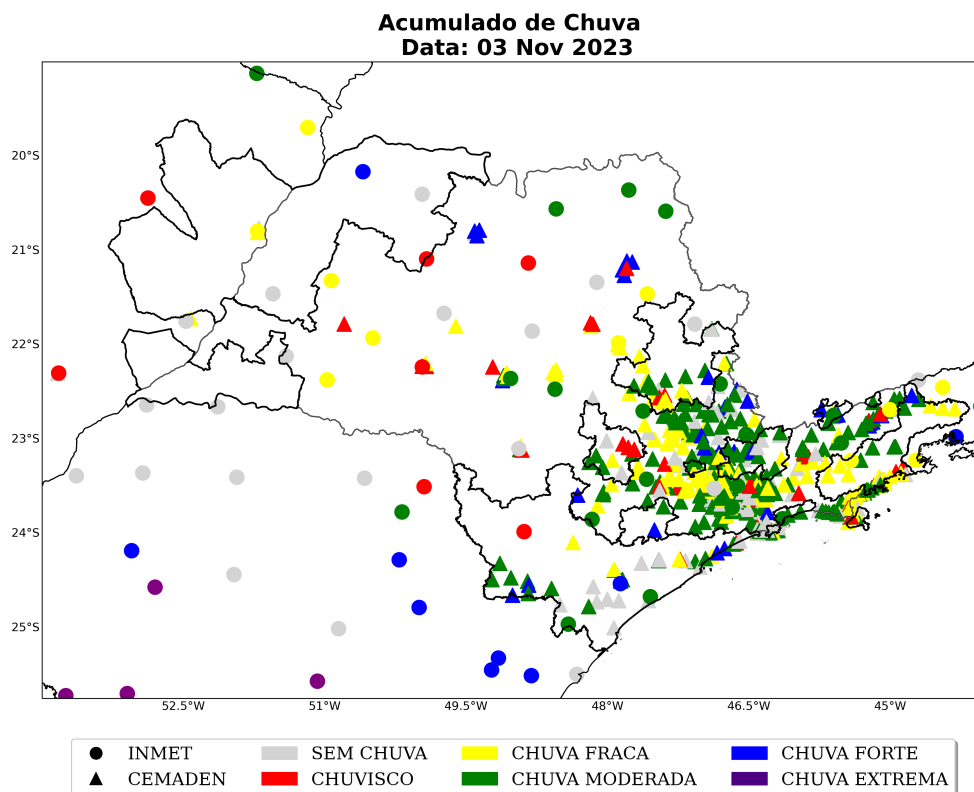 Acumulado de Chuva
Data: 03 Nov 2023
20°S
21°S
22°S
23°S
24°S
25°S
52.5°W 51°W 49.5°W 48°W 46.5°W 45°W
INMET SEM CHUVA CHUVA FRACA CHUVA FORTE
CEMADEN CHUVISCO CHUVA MODERADA CHUVA EXTREMA